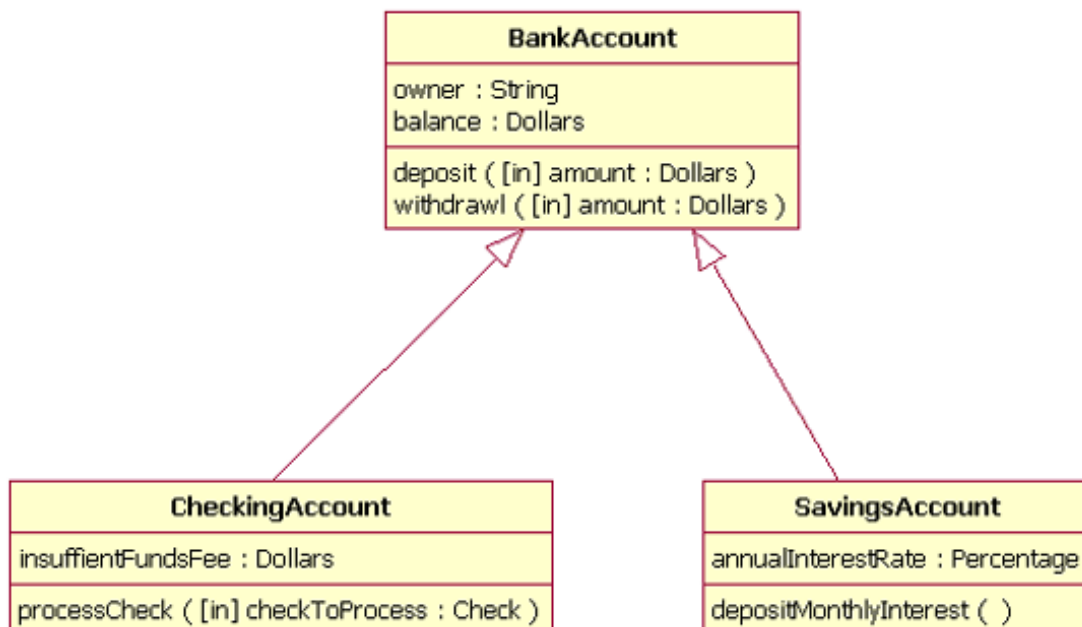 BankAccount
owner : String
balance : Dollars
deposit ( [in] amount : Dollars )
withdrawl ( [in] amount : Dollars )
CheckingAccount
insuffientFundsFee : Dollars
processCheck ( [in] checkToProcess : Check )
SavingsAccount
annualInterestRate : Percentage
depositMonthlyInterest ( )